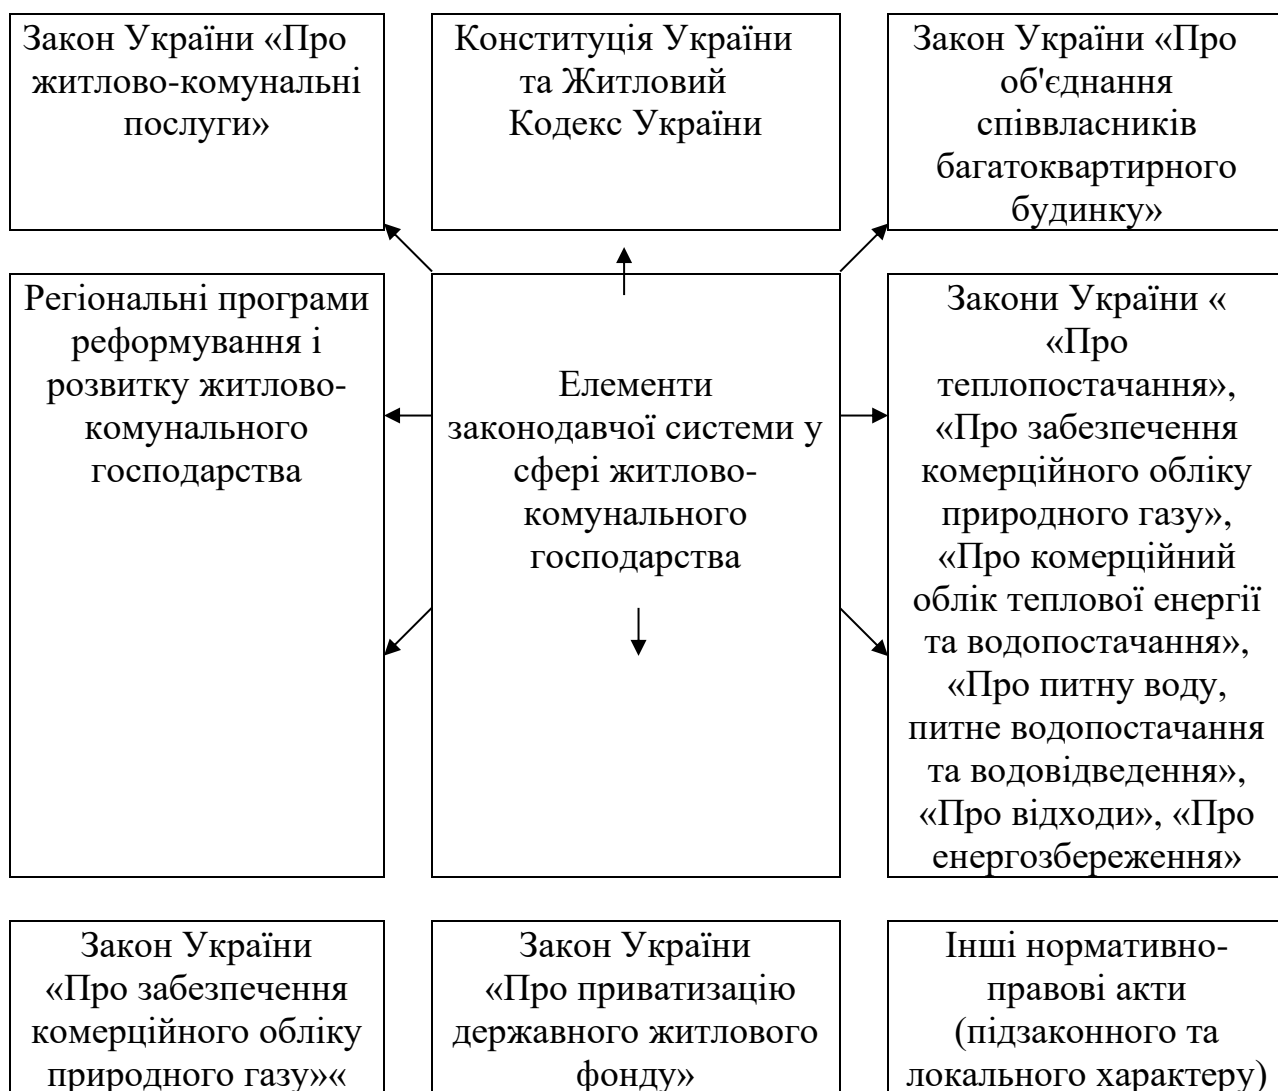 Закон України «Про
житлово-комунальні
послуги»
Конституція України
та Житловий
Кодекс України
Закон України «Про
об'єднання
співвласників
багатоквартирного
будинку»
Регіональні програми
реформування і
розвитку житлово-
комунального
господарства
Елементи
законодавчої системи у
сфері житлово-
комунального
господарства
Закони України «
«Про
теплопостачання»,
«Про забезпечення
комерційного обліку
природного газу»,
«Про комерційний
облік теплової енергії
та водопостачання»,
«Про питну воду,
питне водопостачання
та водовідведення»,
«Про відходи», «Про
енергозбереження»
Закон України
«Про забезпечення
комерційного обліку
природного газу»«
Закон України
«Про приватизацію
державного житлового
фонду»
Інші нормативно-
правові акти
(підзаконного та
локального характеру)